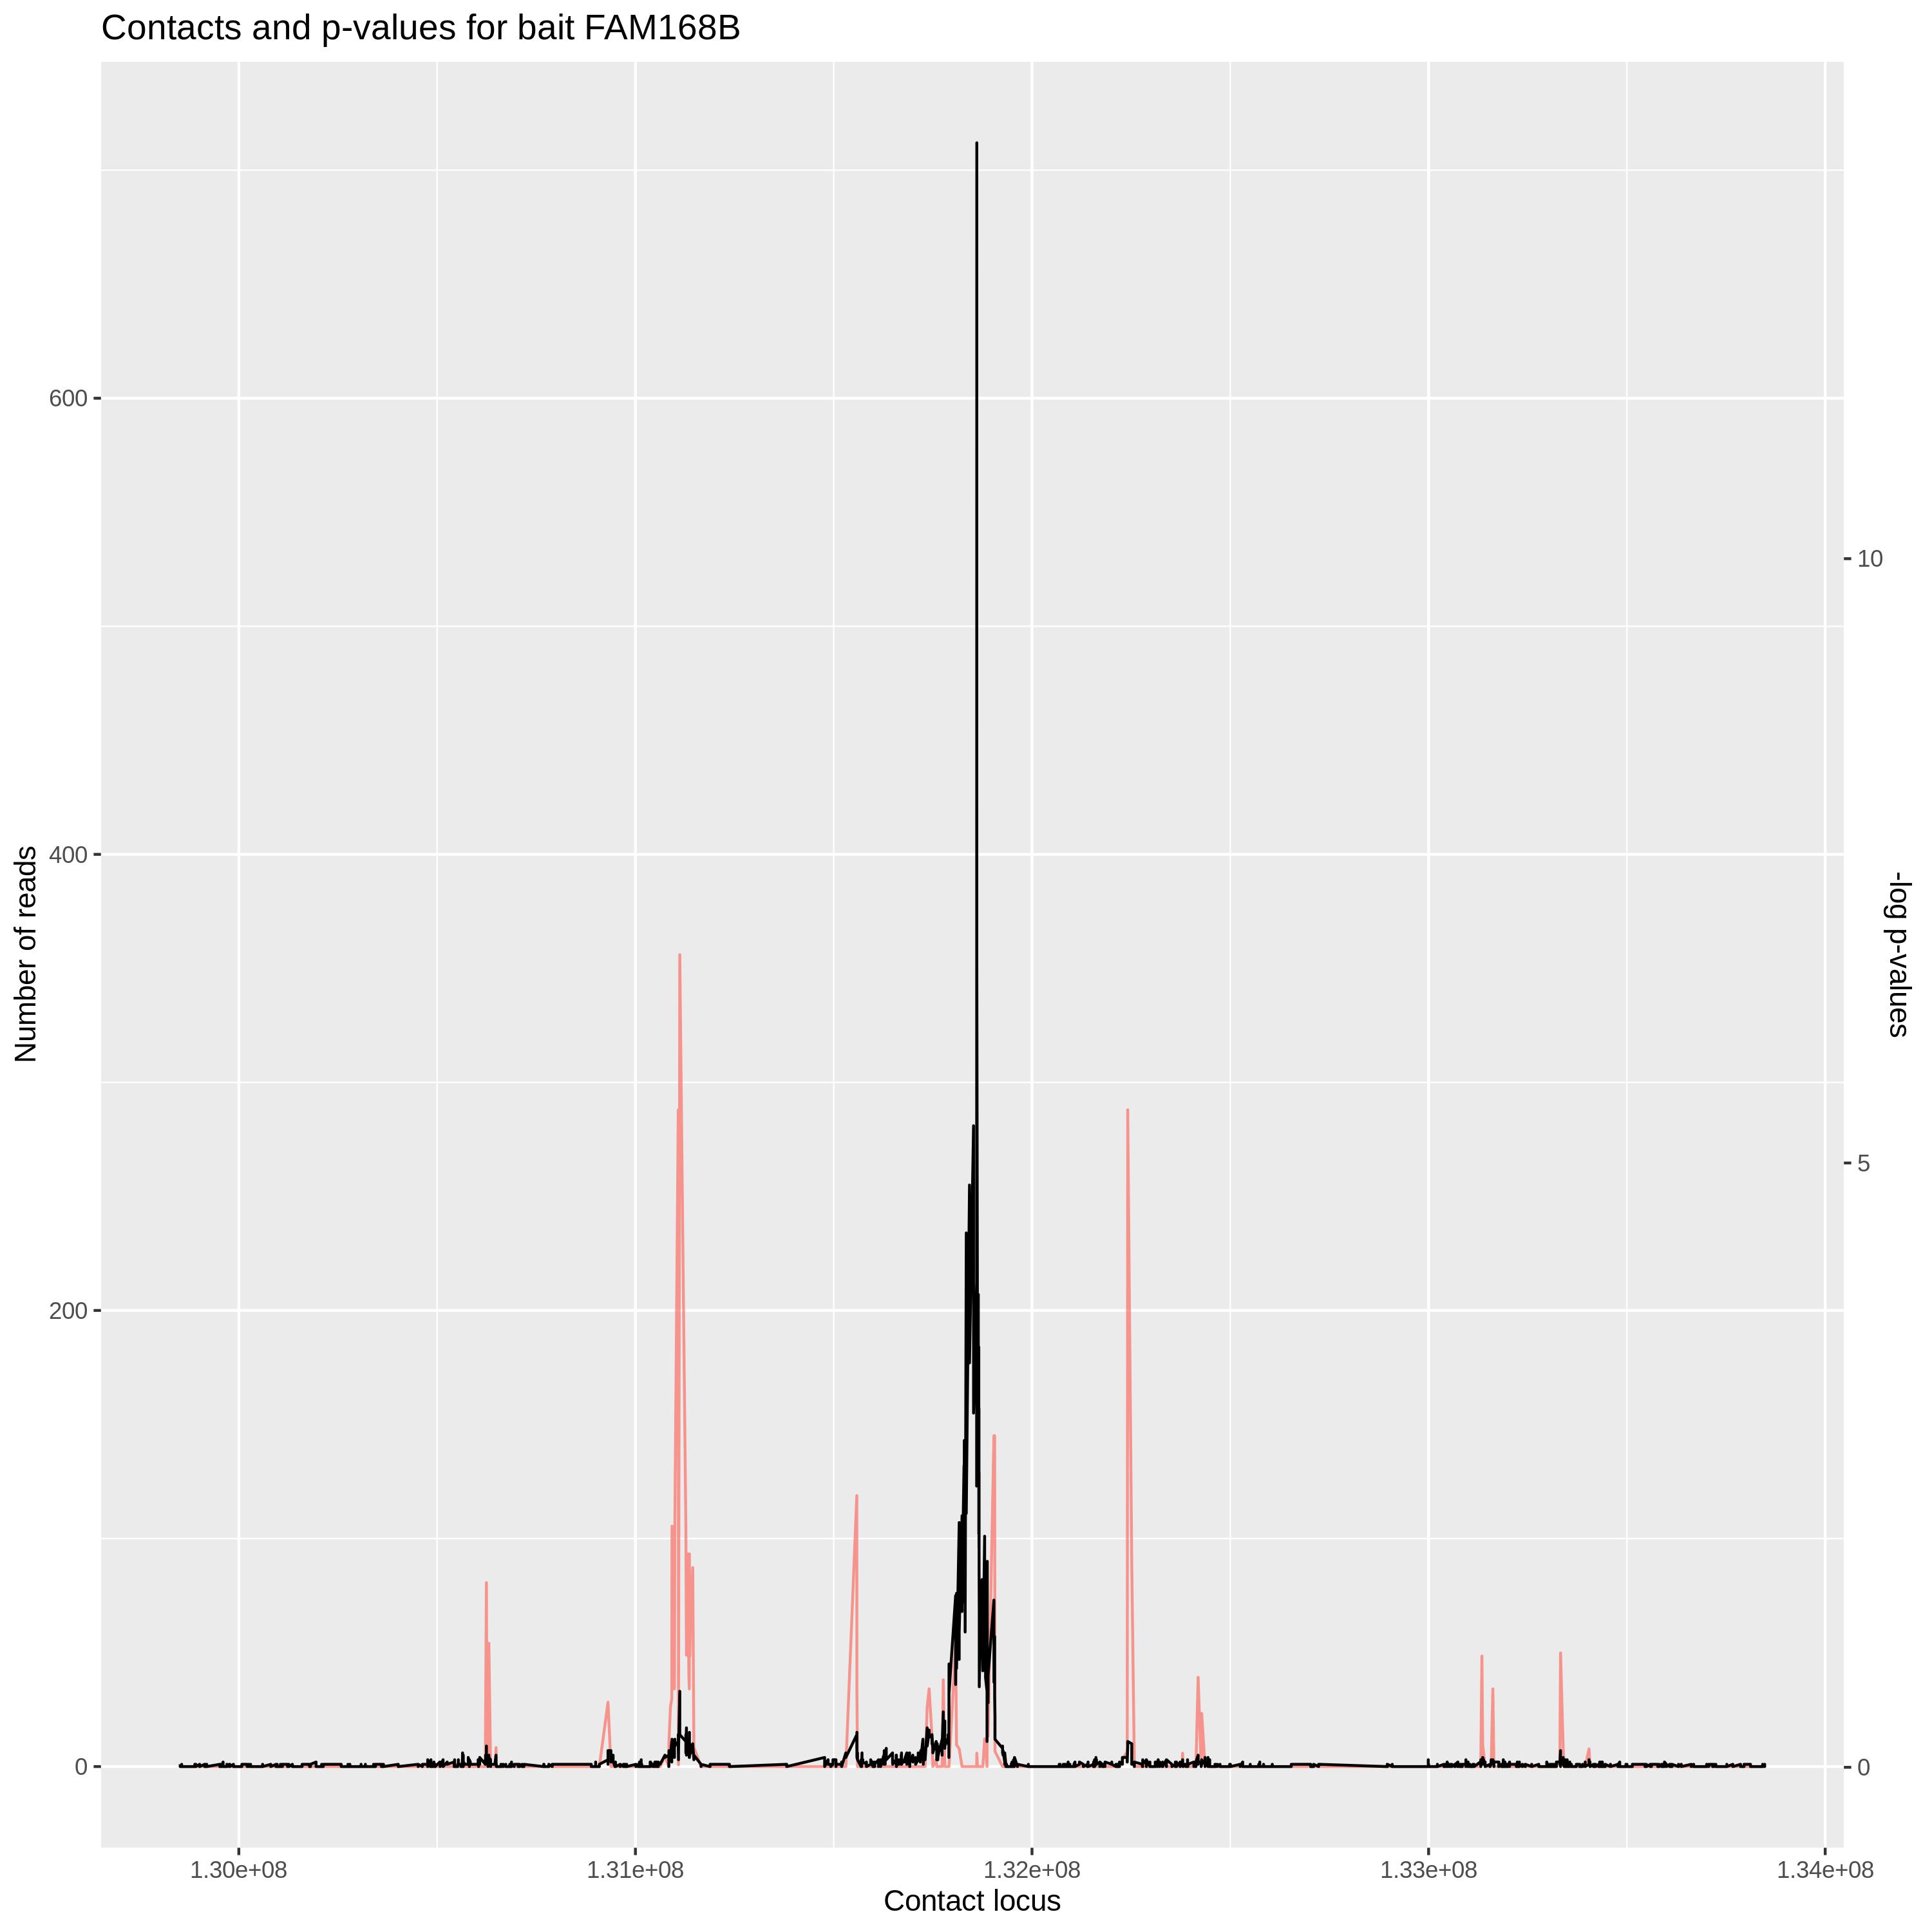 Contacts and p-values for bait FAM168B
Number of reads
600
400
200
0
10
5
0
-log p-values
1.30e+08
1.31e+08
1.32e+08
1.33e+08
1.34e+08
Contact locus